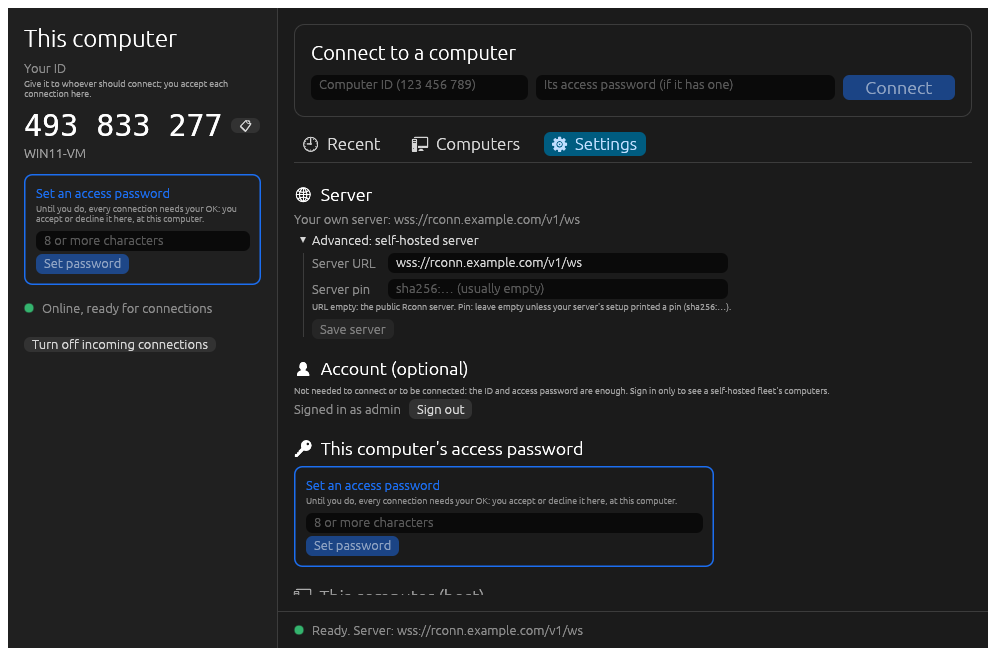 This computer
Your ID
Give it to whoever should connect; you accept each
connection here.
493 833 277
WIN11-VM
Set an access password
Until you do, every connection needs your OK: you
accept or decline it here, at this computer.
8 or more characters
Set password
Online, ready for connections
Turn off incoming connections
Connect to a computer
Computer ID (123 456 789)
Its access password (if it has one)
Connect
Recent
Computers
Settings
Server
Your own server: wss://rconn.example.com/v1/ws
Advanced: self-hosted server
Server URL
wss://rconn.example.com/v1/ws
Server pin
sha256:… (usually empty)
URL empty: the public Rconn server. Pin: leave empty unless your server's setup printed a pin (sha256:…).
Save server
Account (optional)
Not needed to connect or to be connected: the ID and access password are enough. Sign in only to see a self-hosted fleet's computers.
Signed in as admin
Sign out
This computer's access password
Set an access password
Until you do, every connection needs your OK: you accept or decline it here, at this computer.
8 or more characters
Set password
This computer (host)
Ready. Server: wss://rconn.example.com/v1/ws